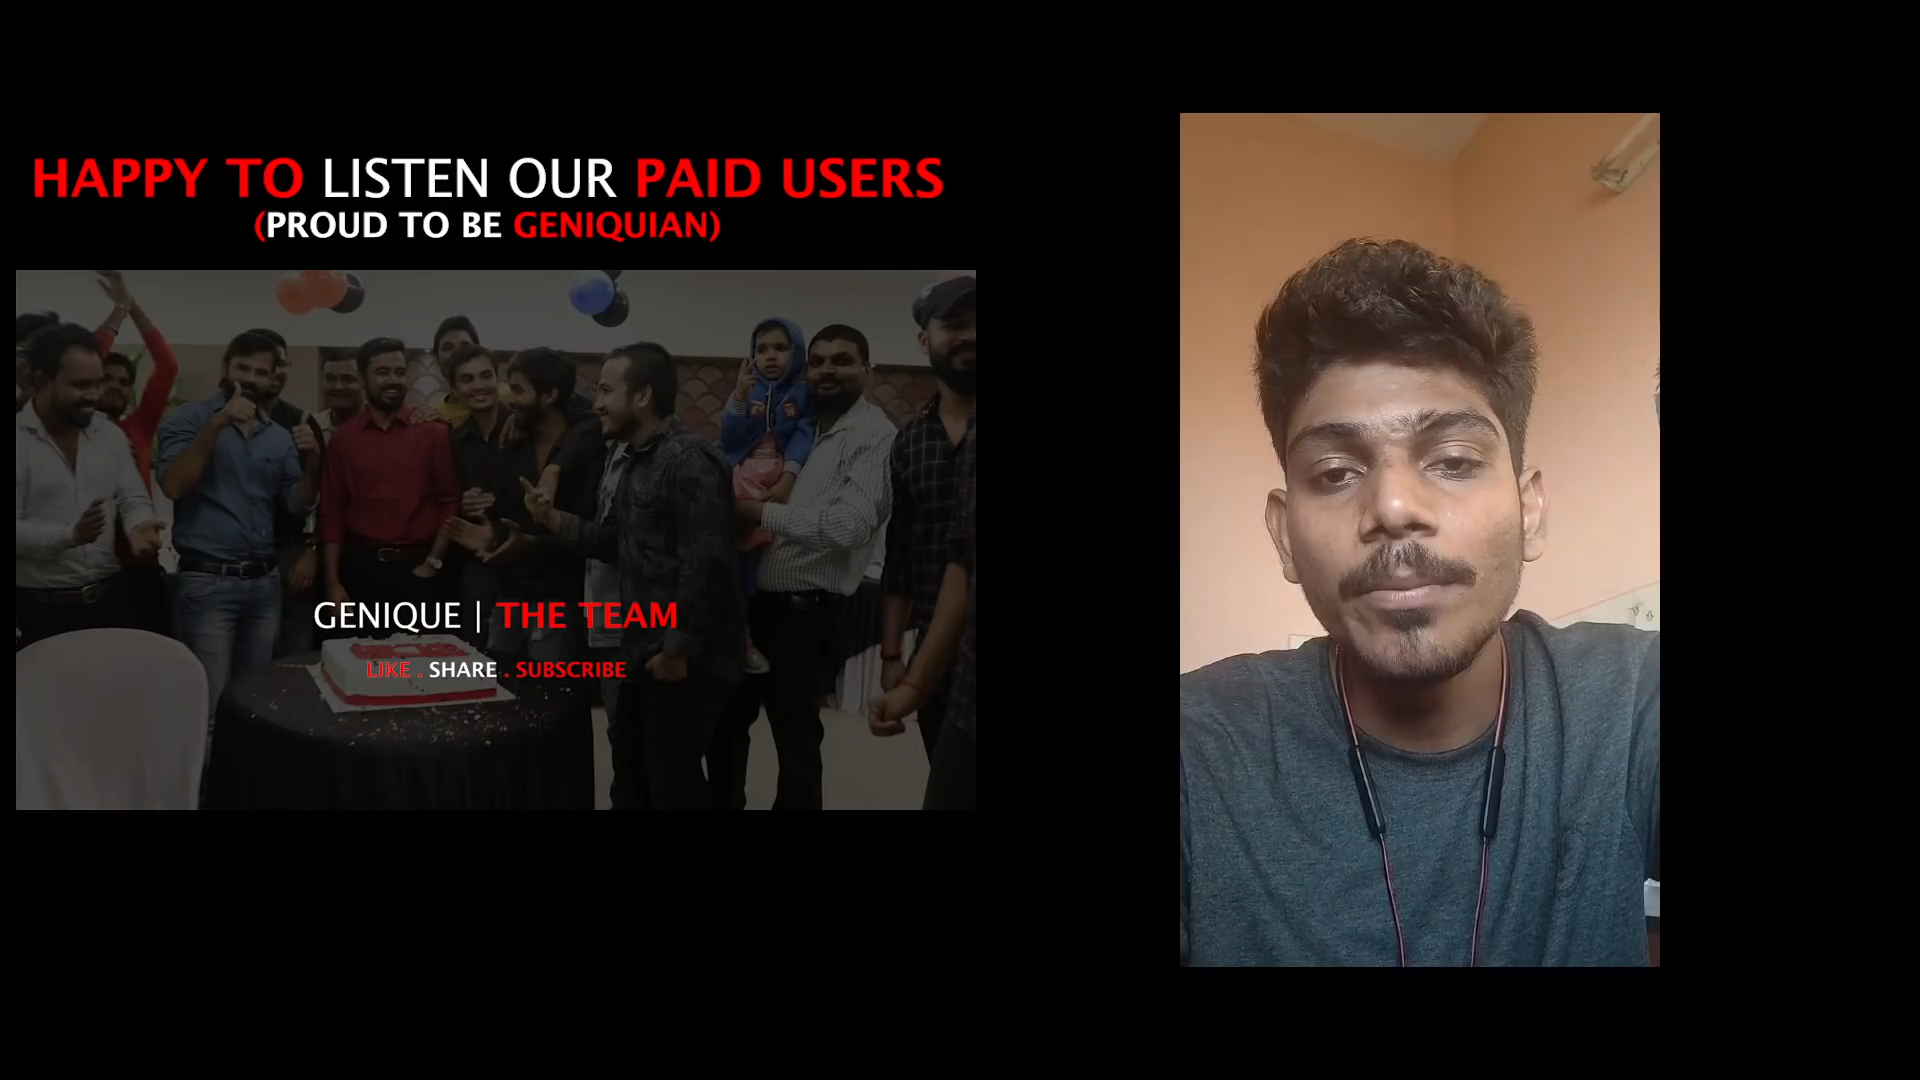 HAPPY TO LISTEN OUR PAID USERS
(PROUD TO BE GENIQUIAN)
GENIQUE | THE TEAM
LIKE . SHARE . SUBSCRIBE